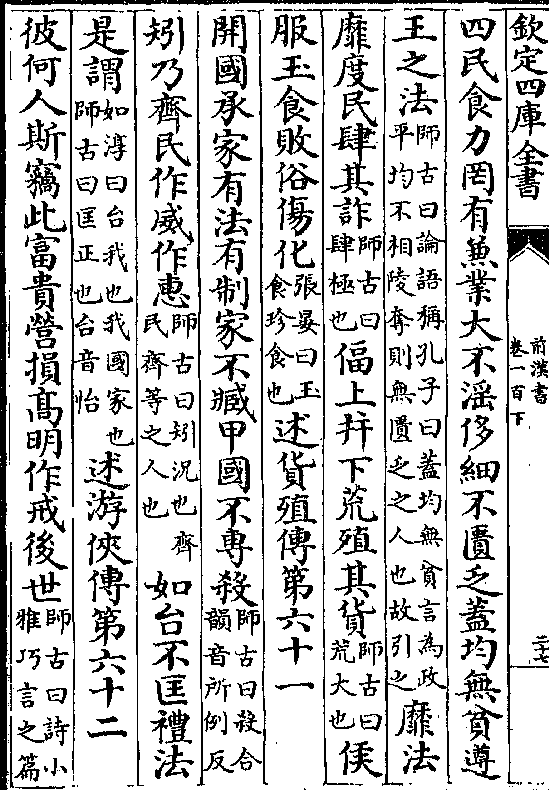 欽定四庫全書
前漢書
卷一百下
二十七
四民食力罔有兼業大不淫侈細不匱乏蓋均無貧遵
王之法師古曰論語稱孔子曰蓋均無貧言為政平均不相陵奪則無匱乏之人也故引之靡法
靡度民肆其詐師古曰肆極也偪上并下荒殖其貨師古曰荒大也侯
服玉食敗俗傷化張晏曰玉食珍食也述貨殖傳第六十一
開國承家有法有制家不臧甲國不專殺師古曰殺合韻音所例反
矧乃齊民作威作惠師古曰矧況也齊民齊等之人也如台不匡禮法
是謂如淳曰台我也我國家也師古曰匡正也台音怡述游俠傳第六十二
彼何人斯竊此富貴營損髙明作戒後世師古曰詩小雅巧言之篇